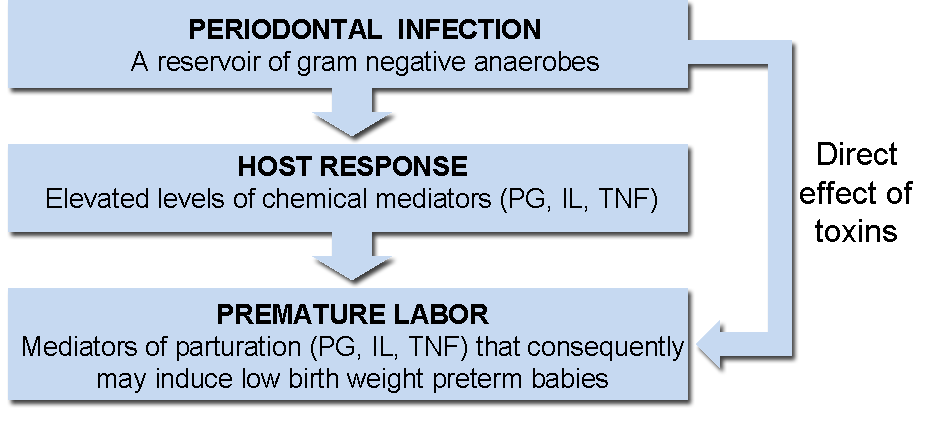 PERIODONTAL INFECTION
A reservoir of gram negative anaerobes
HOST RESPONSE
Elevated levels of chemical mediators (PG, IL, TNF)
PREMATURE LABOR
Mediators of parturation (PG, IL, TNF) that consequently
may induce low birth weight preterm babies
Direct
effect of
toxins